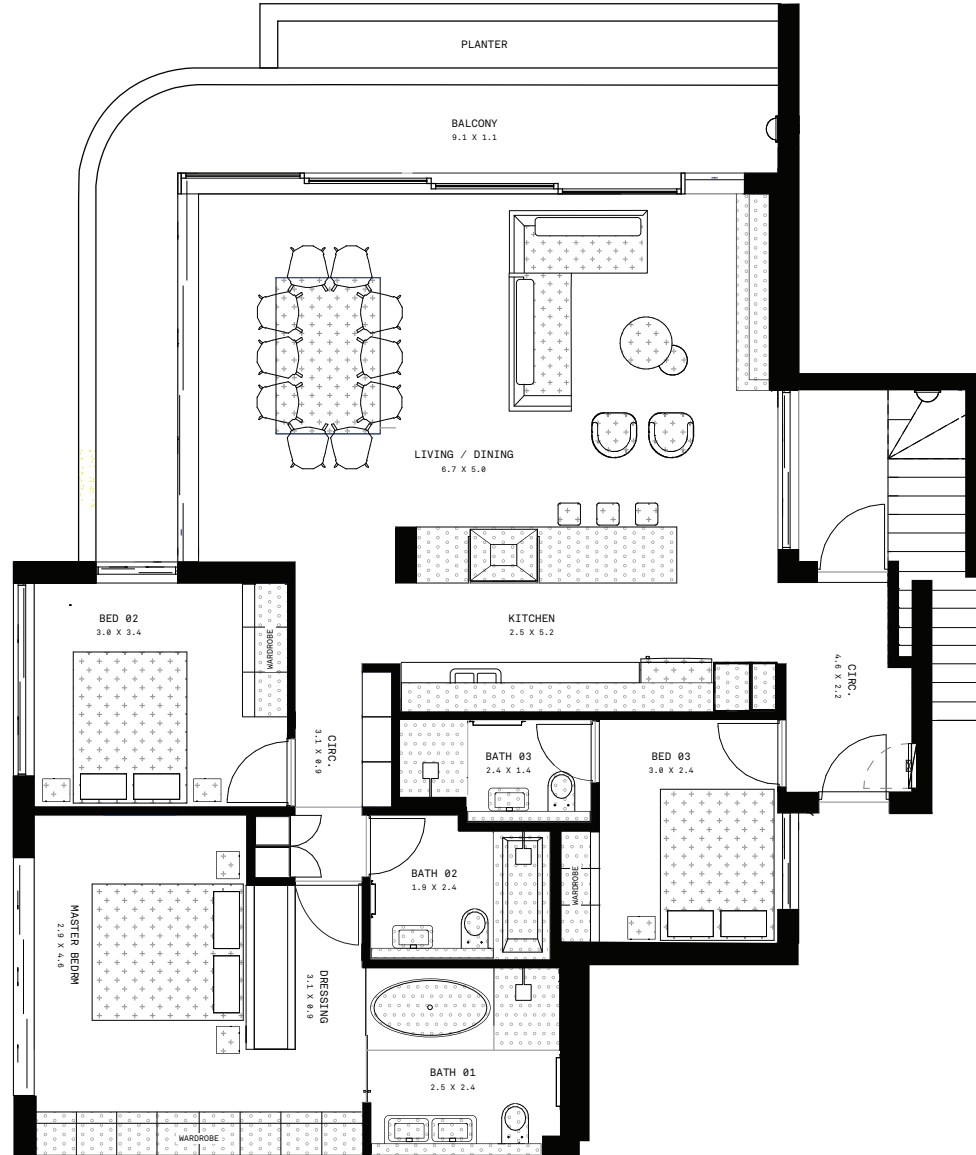 PLANTER
BALCONY
9.1 X 1.1
LIVING / DINING
6.7 X 5.0
BED 02
3.0 X 3.4
WARDROBE
KITCHEN
2.5 X 5.2
CIRC.
4.6 X 2.2
CIRC.
3.1 X 0.9
BATH 03
2.4 X 1.4
BED 03
3.0 X 2.4
WARDROBE
BATH 02
1.9 X 2.4
MASTER BEDRM
2.9 X 4.6
DRESSING
3.1 X 0.9
BATH 01
2.5 X 2.4
WARDROBE